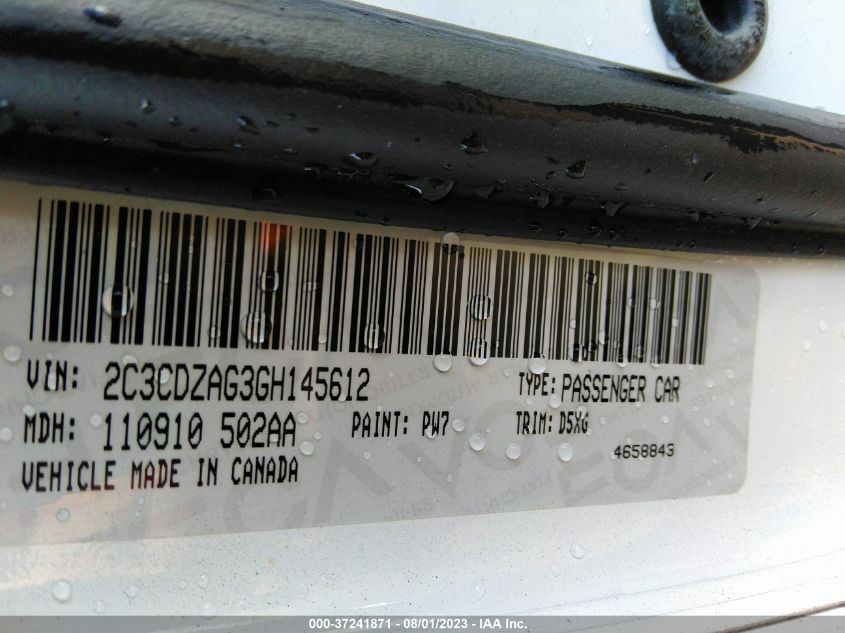 VIN: 2C3CDZAG3GH145612 TYPE: PASSENGER CAR
MDH: 110910 502AA PAINT: PW7 TRIM: D5XG
4658843
VEHICLE MADE IN CANADA
000-37241871 - 08/01/2023 - IAA Inc.